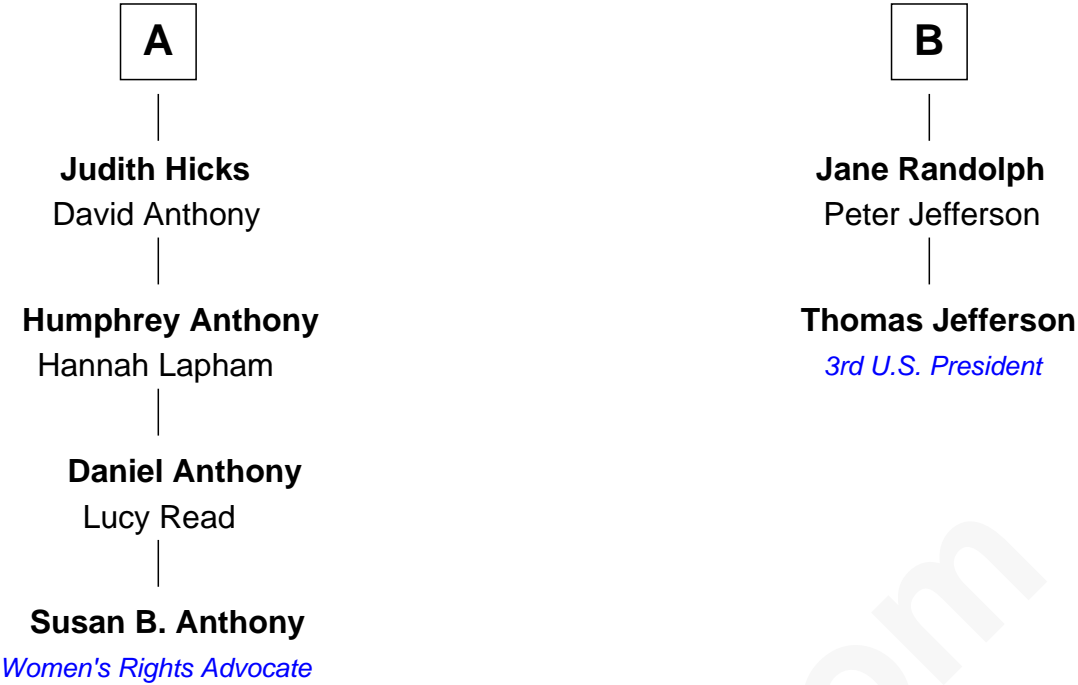 A
Judith Hicks
David Anthony
Humphrey Anthony
Hannah Lapham
Daniel Anthony
Lucy Read
Susan B. Anthony
Women's Rights Advocate
B
Jane Randolph
Peter Jefferson
Thomas Jefferson
3rd U.S. President
om